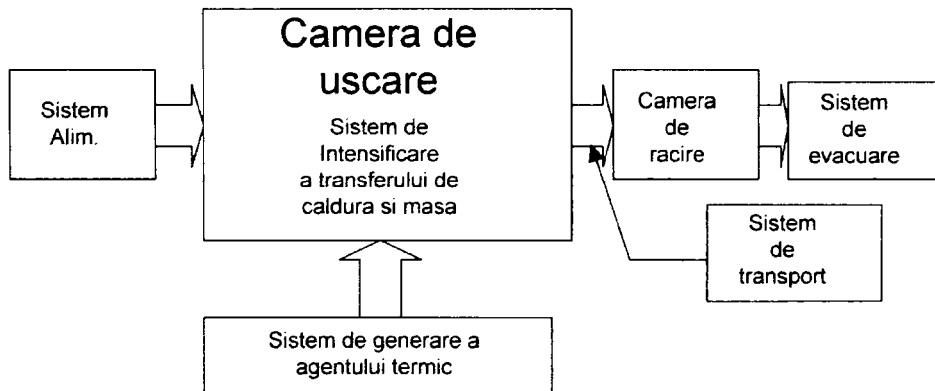 Sistem
Alim.
Camera de
uscare
Sistem de
Intensificare
a transferului de
caldura si masa
Camera
de
racire
Sistem
de
evacuare
Sistem
de
transport
Sistem de generare a
agentului termic